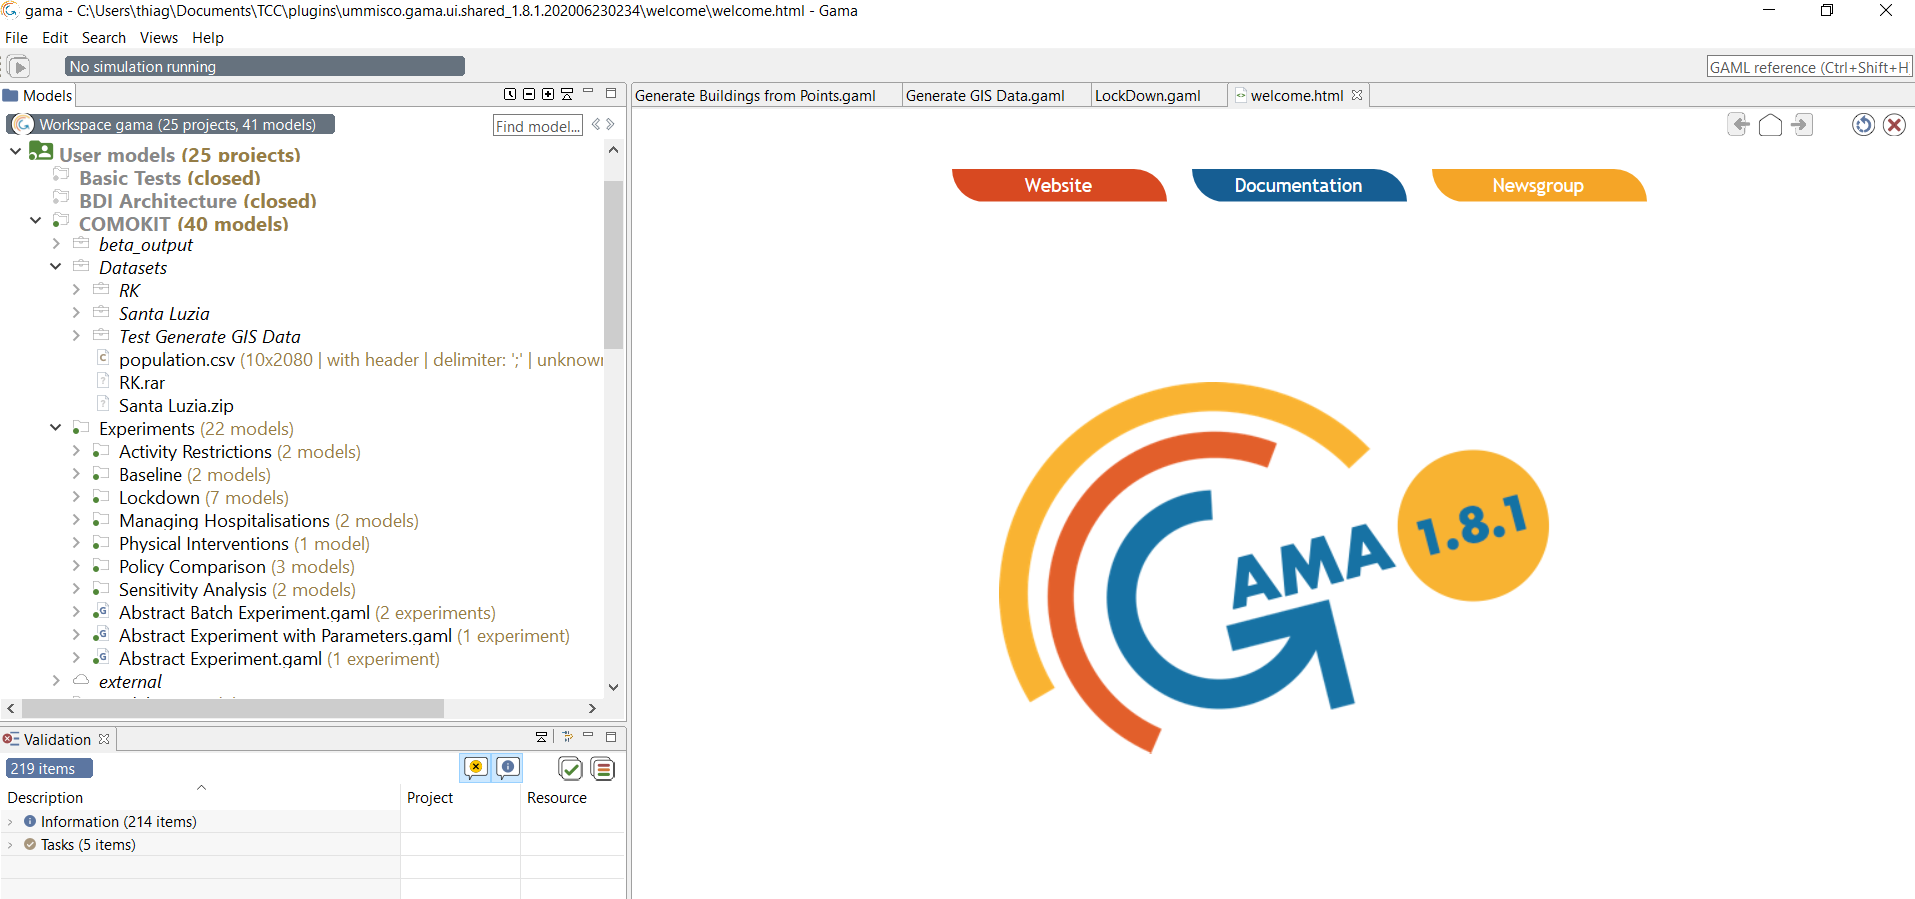 gama - C:\Users\thiag\Documents\TCC\plugins\ummisco.gama.ui.shared_1.8.1.202006230234\welcome\welcome.html - Gama
File Edit Search Views Help
No simulation running
GAML reference (Ctrl+Shift+H
Models
Generate Buildings from Points.gaml
Generate GIS Data.gaml
LockDown.gaml
welcome.html
Workspace gama (25 projects, 41 models)
Find model...
User models (25 projects)
Basic Tests (closed)
BDI Architecture (closed)
COMOKIT (40 models)
beta_output
Datasets
RK
Santa Luzia
Test Generate GIS Data
population.csv (10x2080 | with header | delimiter: ';' | unknown
RK.rar
Santa Luzia.zip
Experiments (22 models)
Activity Restrictions (2 models)
Baseline (2 models)
Lockdown (7 models)
Managing Hospitalisations (2 models)
Physical Interventions (1 model)
Policy Comparison (3 models)
Sensitivity Analysis (2 models)
Abstract Batch Experiment.gaml (2 experiments)
Abstract Experiment with Parameters.gaml (1 experiment)
Abstract Experiment.gaml (1 experiment)
external
Validation
219 items
Description Project Resource
Information (214 items)
Tasks (5 items)
Website
Documentation
Newsgroup
GAMA
1.8.1